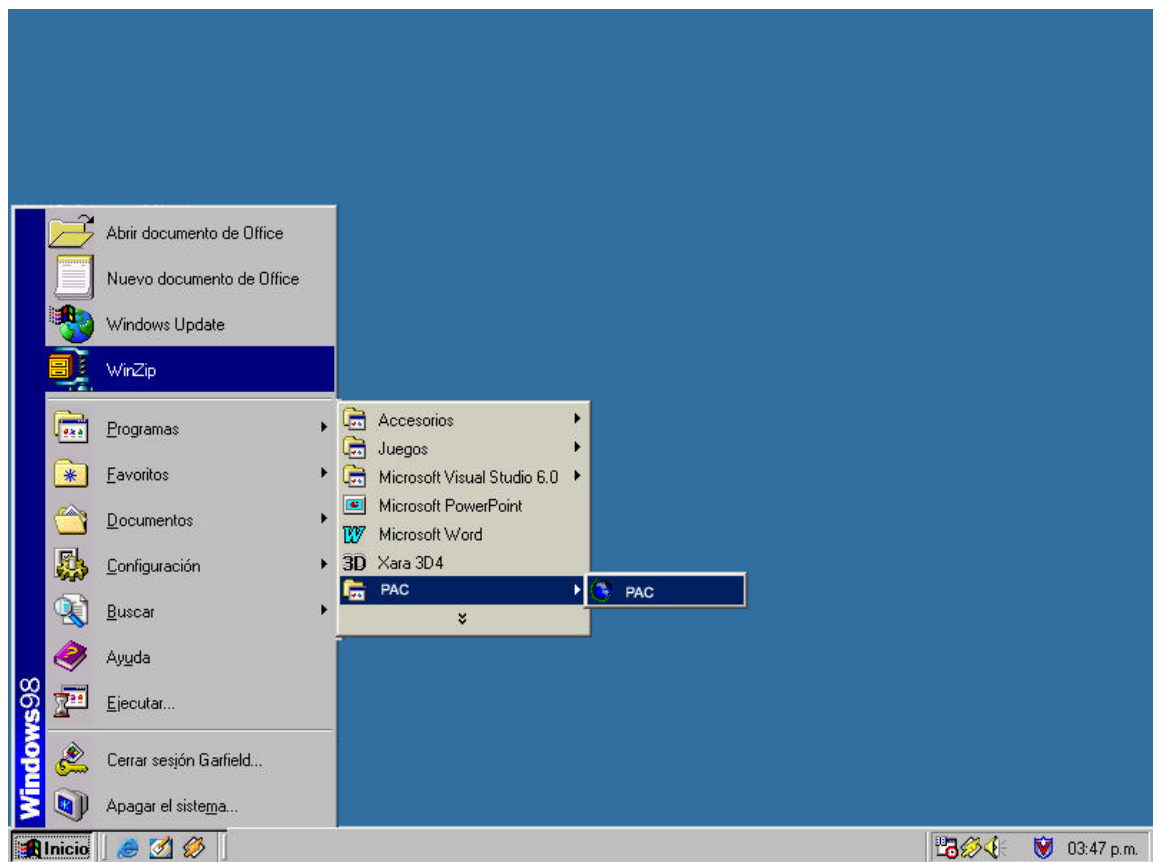 Abrir documento de Office
Nuevo documento de Office
Windows Update
WinZip
Programas
Favoritos
Documentos
Configuración
Buscar
Ayuda
Ejecutar...
Cerrar sesión Garfield...
Apagar el sistema...
Windows98
Accesorios
Juegos
Microsoft Visual Studio 6.0
Microsoft PowerPoint
Microsoft Word
3D Xara 3D4
PAC
PAC
Inicio
03:47 p.m.